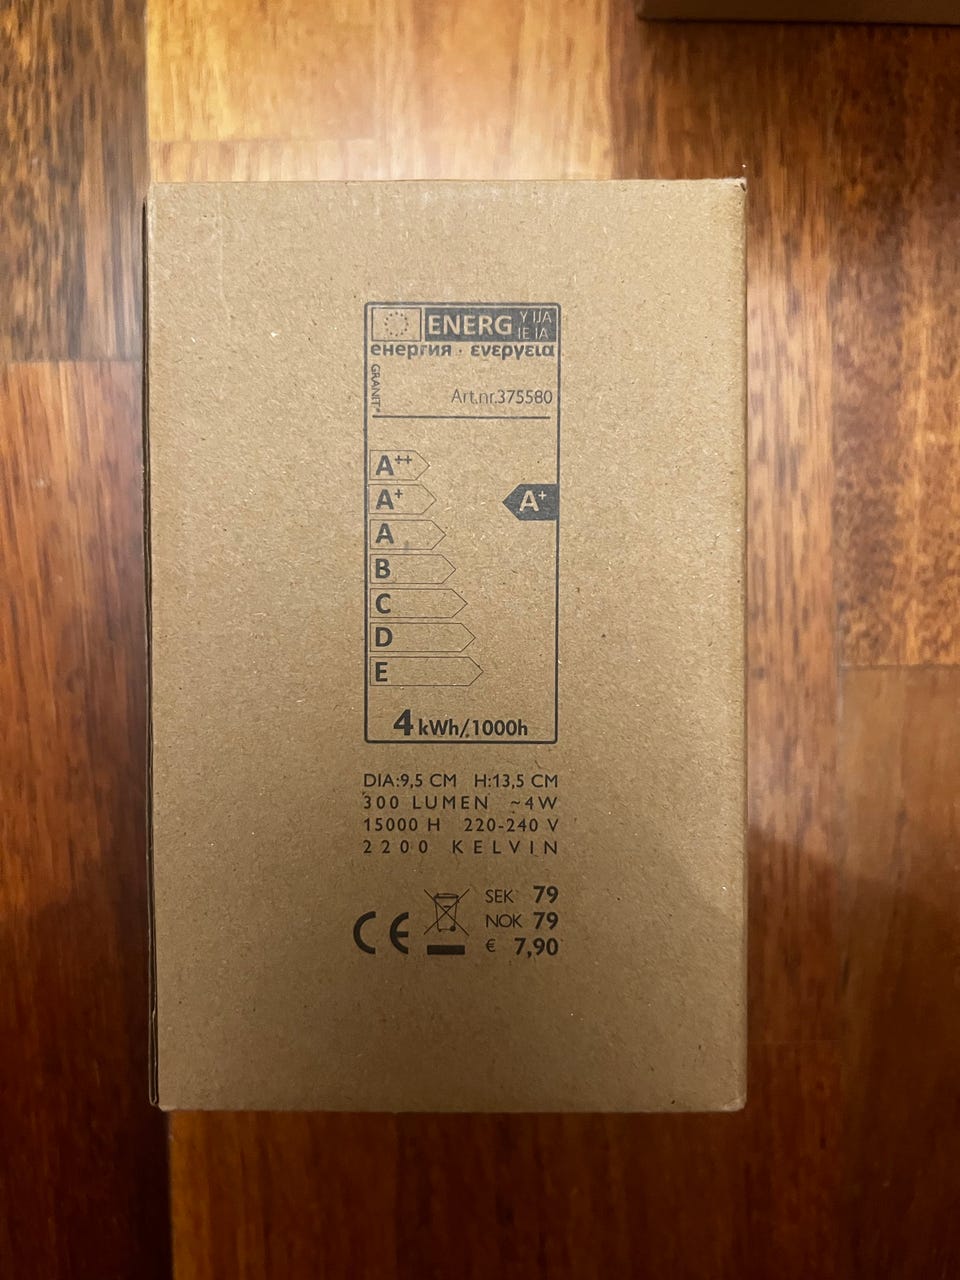 ENERG Y IJA
IE IA
енергия · ενεργεια
GRANIT®
Art.nr.375580
A++
A+ A+
A
B
C
D
E
4 kWh/1000h
DIA:9,5 CM H:13,5 CM
300 LUMEN ~4W
15000 H 220-240 V
2200 KELVIN
CE
SEK 79
NOK 79
€ 7,90